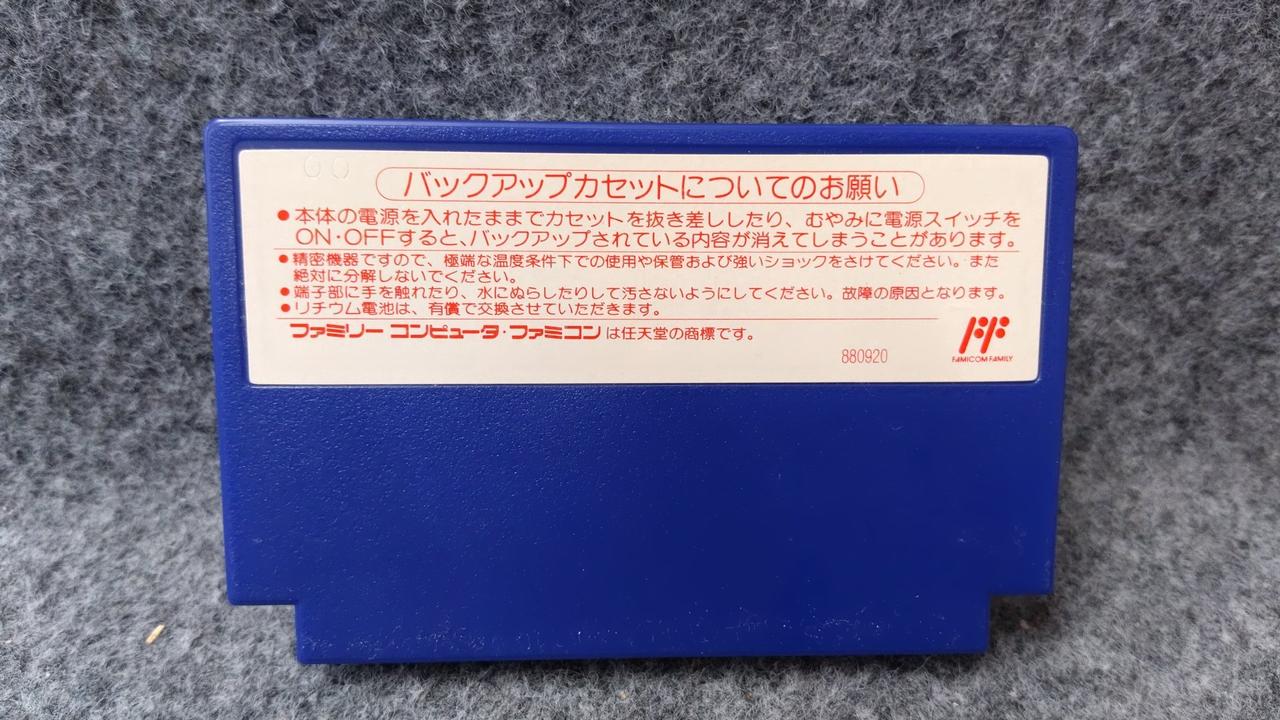 00
バックアップカセットについてのお願い
●本体の電源を入れたままでカセットを抜き差ししたり、むやみに電源スイッチを
ON・OFFすると、バックアップされている内容が消えてしまうことがあります。
●精密機器ですので、極端な温度条件下での使用や保管および強いショックをさけてください。また
絶対に分解しないでください。
●端子部に手を触れたり、水にぬらしたりして汚さないようにしてください。故障の原因となります。
●リチウム電池は、有償で交換させていただきます。
ファミリー コンピュータ・ファミコンは任天堂の商標です。
880920
FAMICOM FAMILY